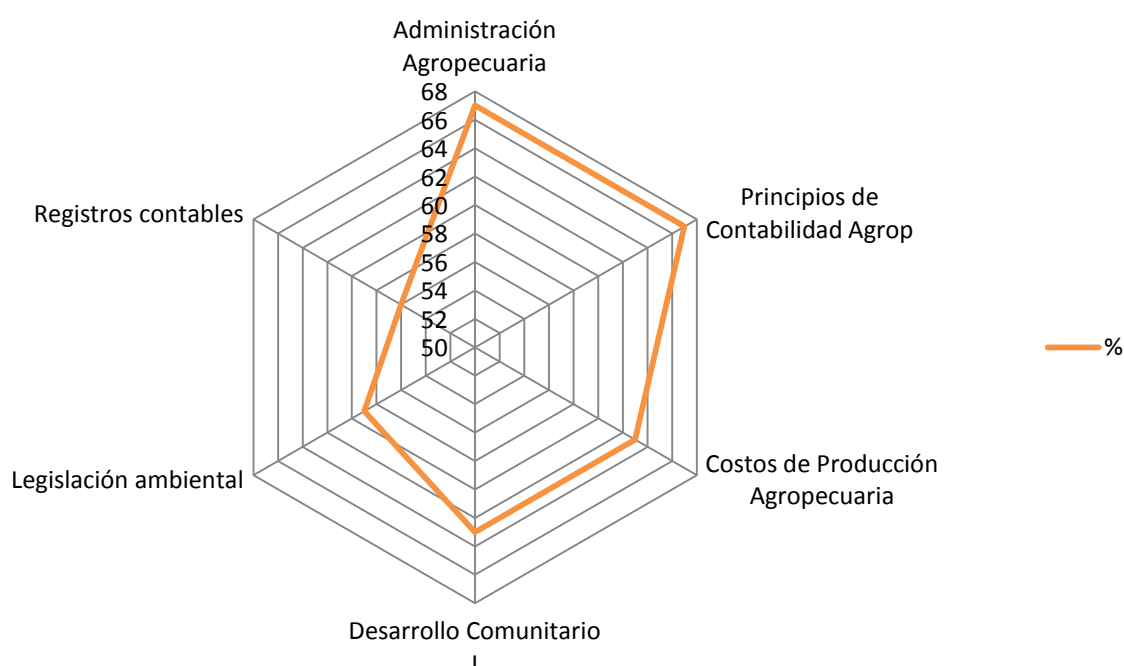 Administración
Agropecuaria
68
66
64
62
60
58
56
54
52
50
Principios de
Contabilidad Agrop
Registros contables
%
Costos de Producción
Agropecuaria
Legislación ambiental
Desarrollo Comunitario
I